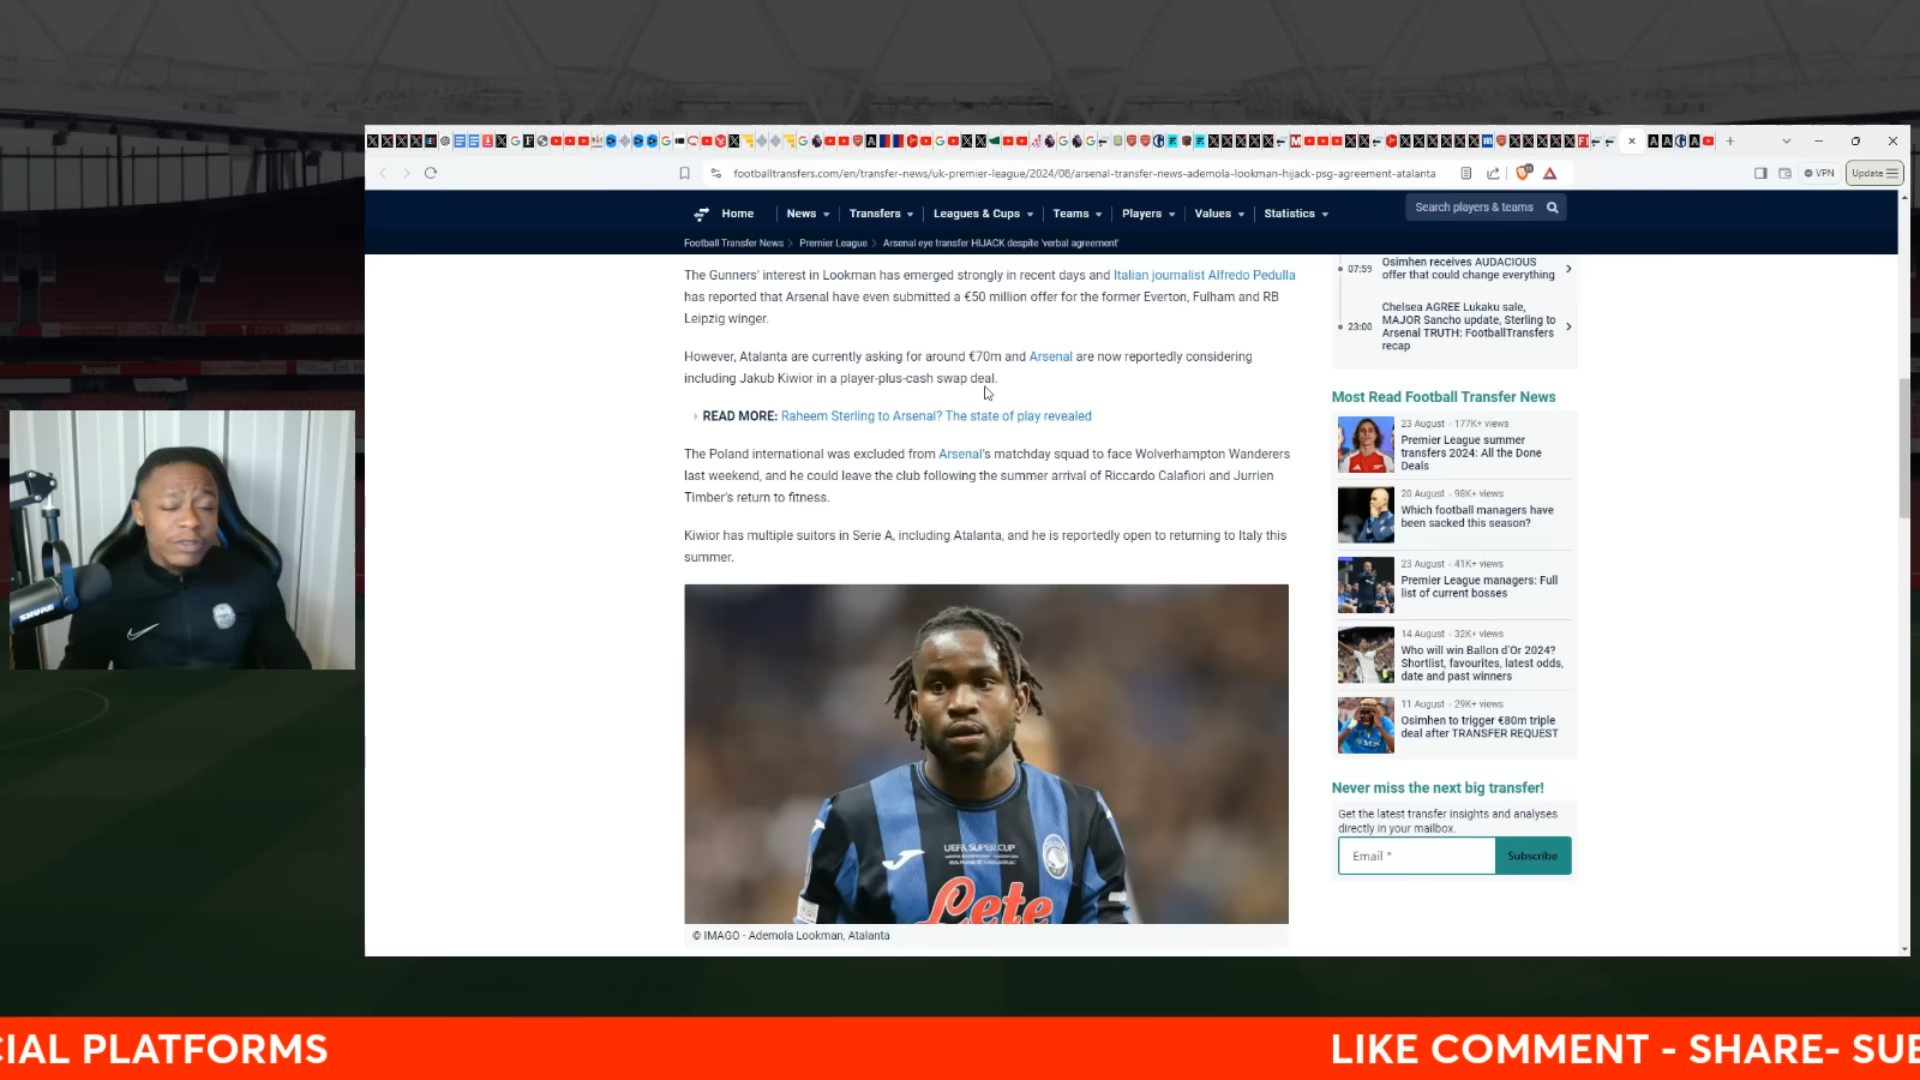 footballtransfers.com/en/transfer-news/uk-premier-league/2024/08/arsenal-transfer-news-ademola-lookman-hijack-psg-agreement-atalanta
VPN
Update
Home
News
Transfers
Leagues & Cups
Teams
Players
Values
Statistics
Search players & teams
Football Transfer News
Premier League
Arsenal eye transfer HIJACK despite 'verbal agreement'
The Gunners' interest in Lookman has emerged strongly in recent days and Italian journalist Alfredo Pedulla
has reported that Arsenal have even submitted a €50 million offer for the former Everton, Fulham and RB
Leipzig winger.
However, Atalanta are currently asking for around €70m and Arsenal are now reportedly considering
including Jakub Kiwior in a player-plus-cash swap deal.
READ MORE: Raheem Sterling to Arsenal? The state of play revealed
The Poland international was excluded from Arsenal's matchday squad to face Wolverhampton Wanderers
last weekend, and he could leave the club following the summer arrival of Riccardo Calafiori and Jurrien
Timber's return to fitness.
Kiwior has multiple suitors in Serie A, including Atalanta, and he is reportedly open to returning to Italy this
summer.
UEFA SUPER CUP
Lete
© IMAGO - Ademola Lookman, Atalanta
07:59
Osimhen receives AUDACIOUS
offer that could change everything
23:00
Chelsea AGREE Lukaku sale,
MAJOR Sancho update, Sterling to
Arsenal TRUTH: FootballTransfers
recap
Most Read Football Transfer News
23 August - 177K+ views
Premier League summer
transfers 2024: All the Done
Deals
20 August - 98K+ views
Which football managers have
been sacked this season?
23 August - 41K+ views
Premier League managers: Full
list of current bosses
14 August - 32K+ views
Who will win Ballon d'Or 2024?
Shortlist, favourites, latest odds,
date and past winners
11 August - 29K+ views
Osimhen to trigger €80m triple
deal after TRANSFER REQUEST
Never miss the next big transfer!
Get the latest transfer insights and analyses
directly in your mailbox.
Email *
Subscribe
SHURE
CIAL PLATFORMS
LIKE COMMENT - SHARE- SUB